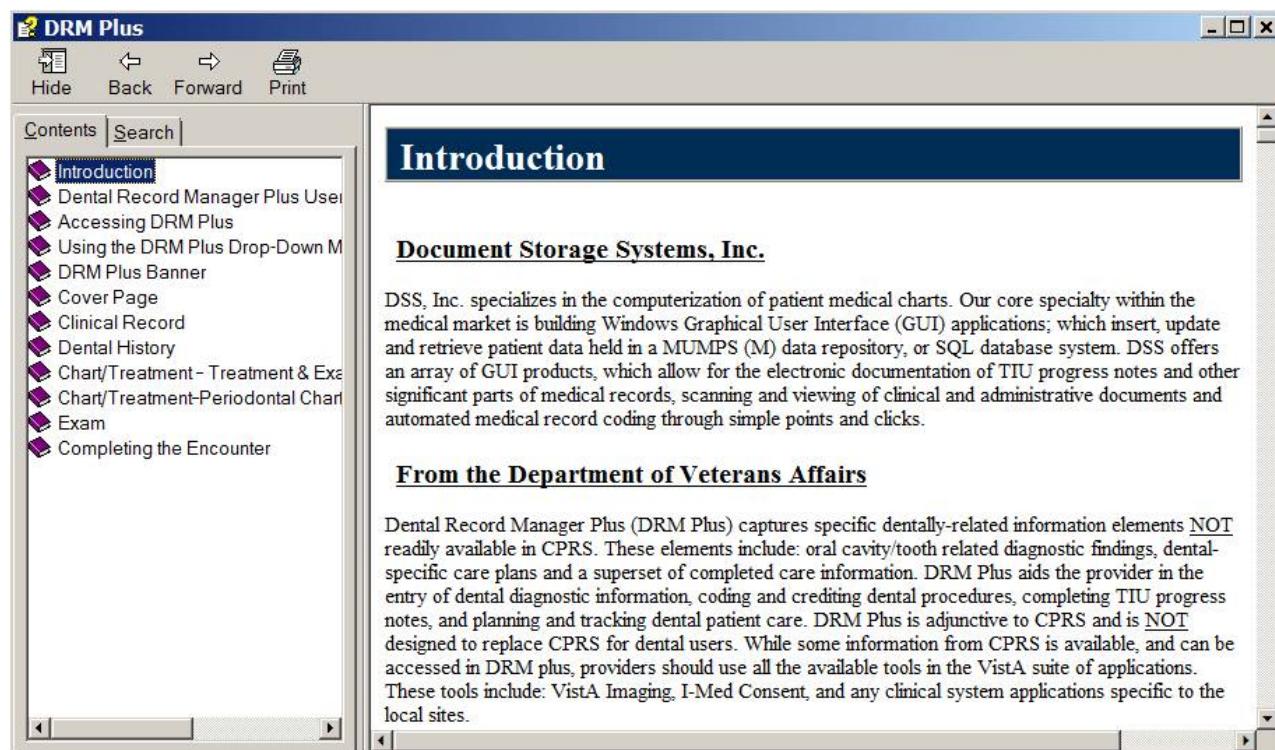 DRM Plus
Hide Back Forward Print
Contents Search
Introduction
Dental Record Manager Plus User
Accessing DRM Plus
Using the DRM Plus Drop-Down M
DRM Plus Banner
Cover Page
Clinical Record
Dental History
Chart/Treatment - Treatment & Exa
Chart/Treatment-Periodontal Chart
Exam
Completing the Encounter
Introduction
Document Storage Systems, Inc.
DSS, Inc. specializes in the computerization of patient medical charts. Our core specialty within the
medical market is building Windows Graphical User Interface (GUI) applications; which insert, update
and retrieve patient data held in a MUMPS (M) data repository, or SQL database system. DSS offers
an array of GUI products, which allow for the electronic documentation of TIU progress notes and other
significant parts of medical records, scanning and viewing of clinical and administrative documents and
automated medical record coding through simple points and clicks.
From the Department of Veterans Affairs
Dental Record Manager Plus (DRM Plus) captures specific dentally-related information elements NOT
readily available in CPRS. These elements include: oral cavity/tooth related diagnostic findings, dental-
specific care plans and a superset of completed care information. DRM Plus aids the provider in the
entry of dental diagnostic information, coding and crediting dental procedures, completing TIU progress
notes, and planning and tracking dental patient care. DRM Plus is adjunctive to CPRS and is NOT
designed to replace CPRS for dental users. While some information from CPRS is available, and can be
accessed in DRM plus, providers should use all the available tools in the VistA suite of applications.
These tools include: VistA Imaging, I-Med Consent, and any clinical system applications specific to the
local sites.